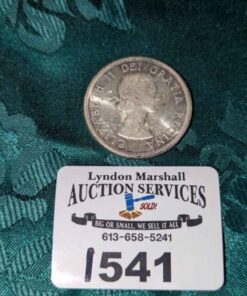 ELIZABETH II DEI GRATIA REGINA
Lyndon Marshall
AUCTION SERVICES
SOLD!
BIG OR SMALL, WE SELL IT ALL
613-658-5241
1541